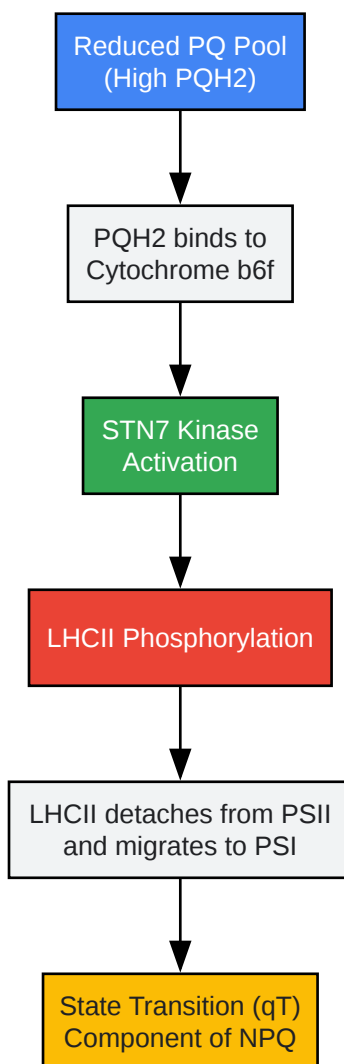 Reduced PQ Pool
(High PQH2)
PQH2 binds to
Cytochrome b6f
STN7 Kinase
Activation
LHCII Phosphorylation
LHCII detaches from PSII
and migrates to PSI
State Transition (qT)
Component of NPQ